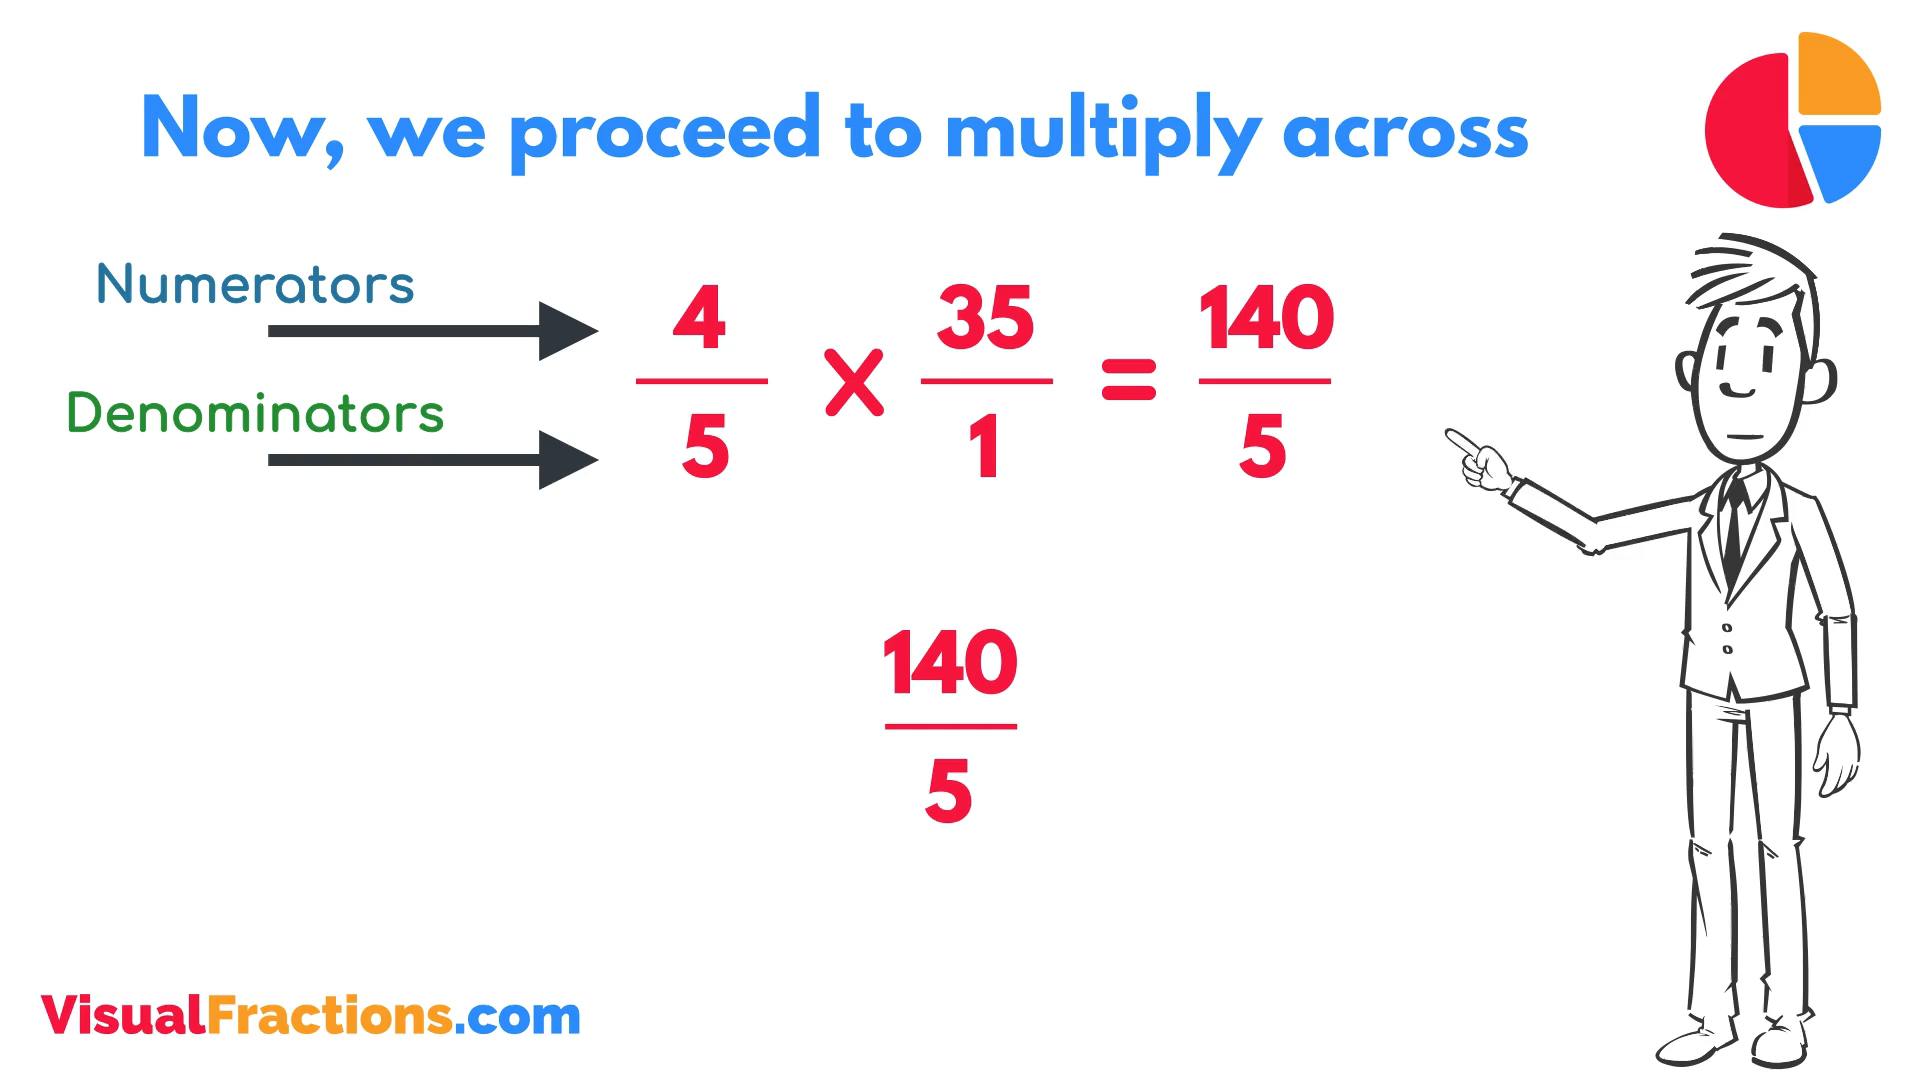 Now, we proceed to multiply across
Numerators
Denominators
4 35 140
x =
5 1 5
140
5
VisualFractions.com